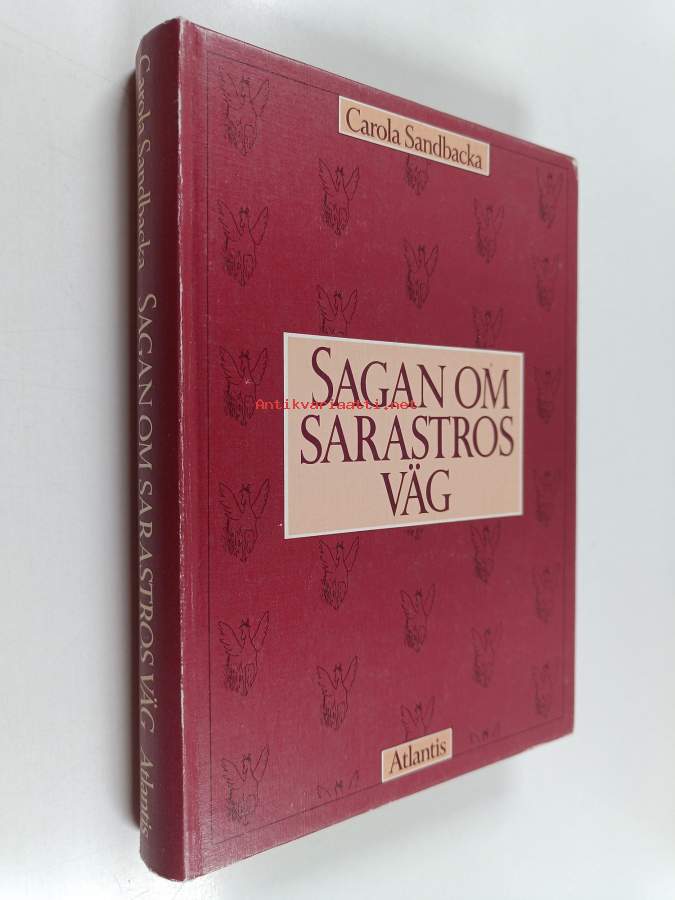 Carola Sandbacka SAGAN OM SARASTROS VÄG Atlantis
Carola Sandbacka
SAGAN OM
Antikvariaatti.net
SARASTROS
VÄG
Atlantis